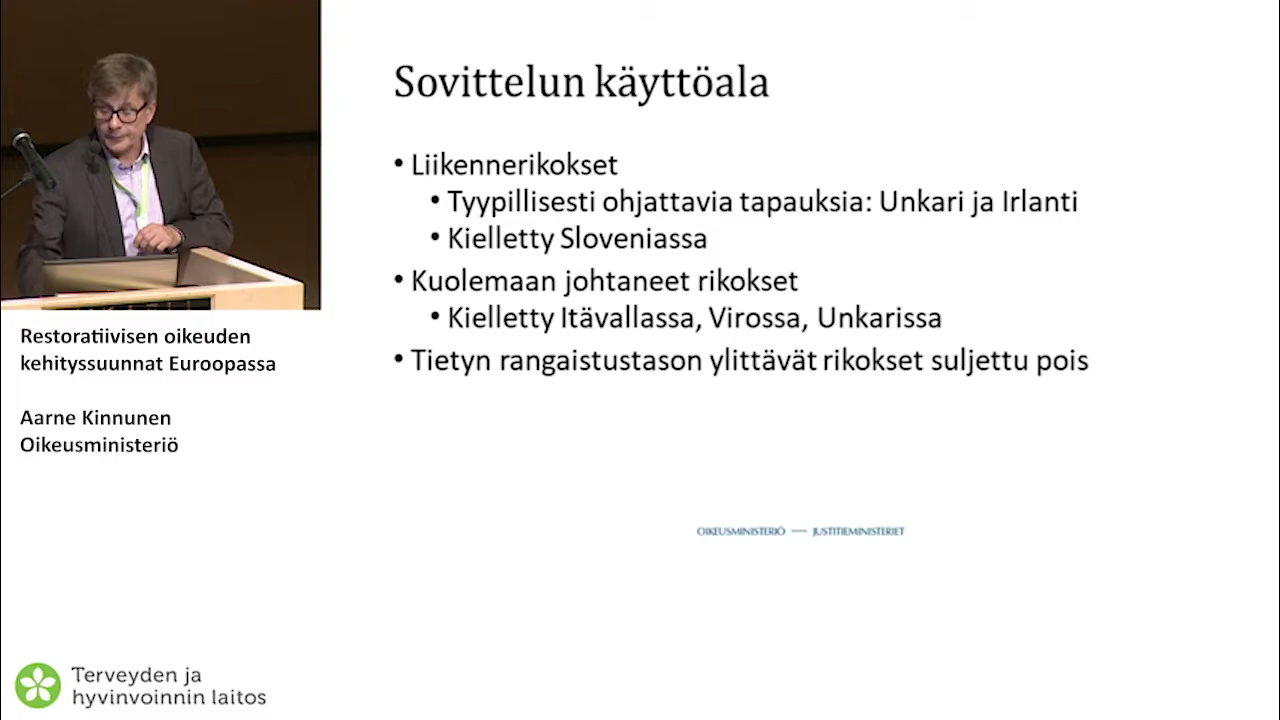 Sovittelun käyttöala
• Liikennerikokset
• Tyypillisesti ohjattavia tapauksia: Unkari ja Irlanti
• Kielletty Sloveniassa
• Kuolemaan johtaneet rikokset
• Kielletty Itävallassa, Virossa, Unkarissa
• Tietyn rangaistustason ylittävät rikokset suljettu pois
Restoratiivisen oikeuden
kehityssuunnat Euroopassa
Aarne Kinnunen
Oikeusministeriö
OIKEUSMINISTERIÖ — JUSTITIEMINISTERIET
Terveyden ja
hyvinvoinnin laitos